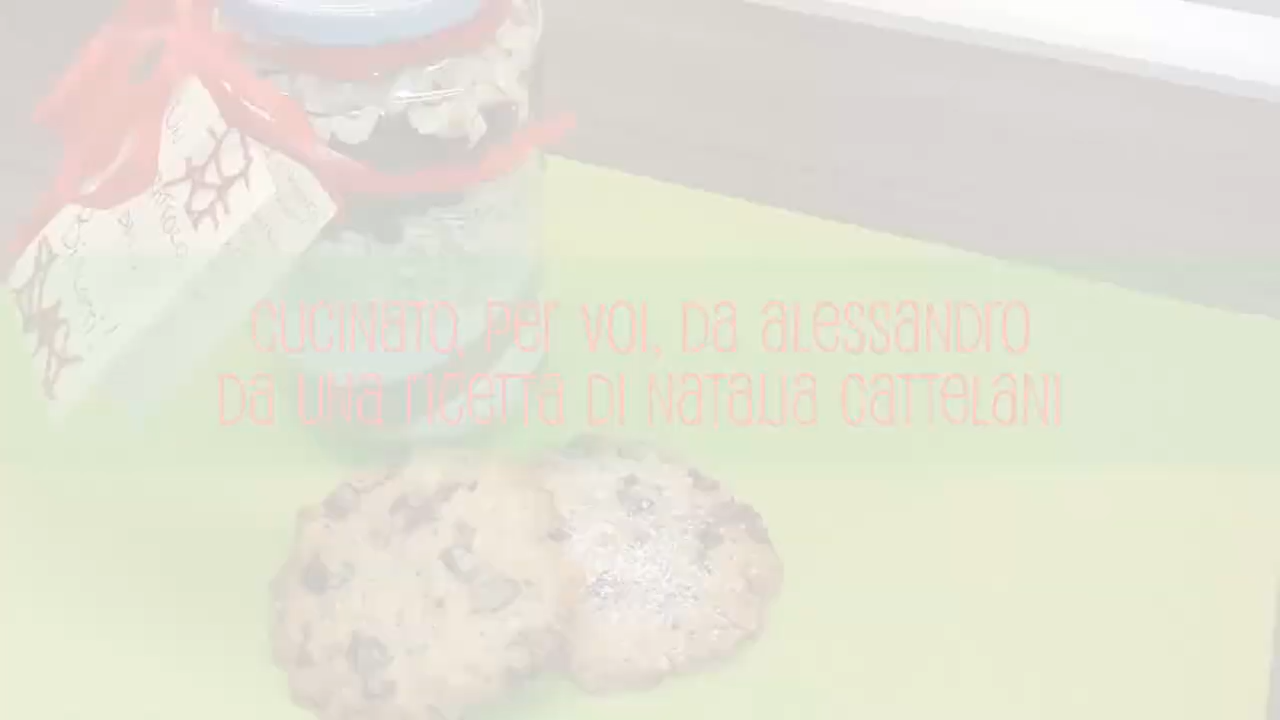 cucinato, per voi, da alessandro
da una ricetta di natalia cattelani